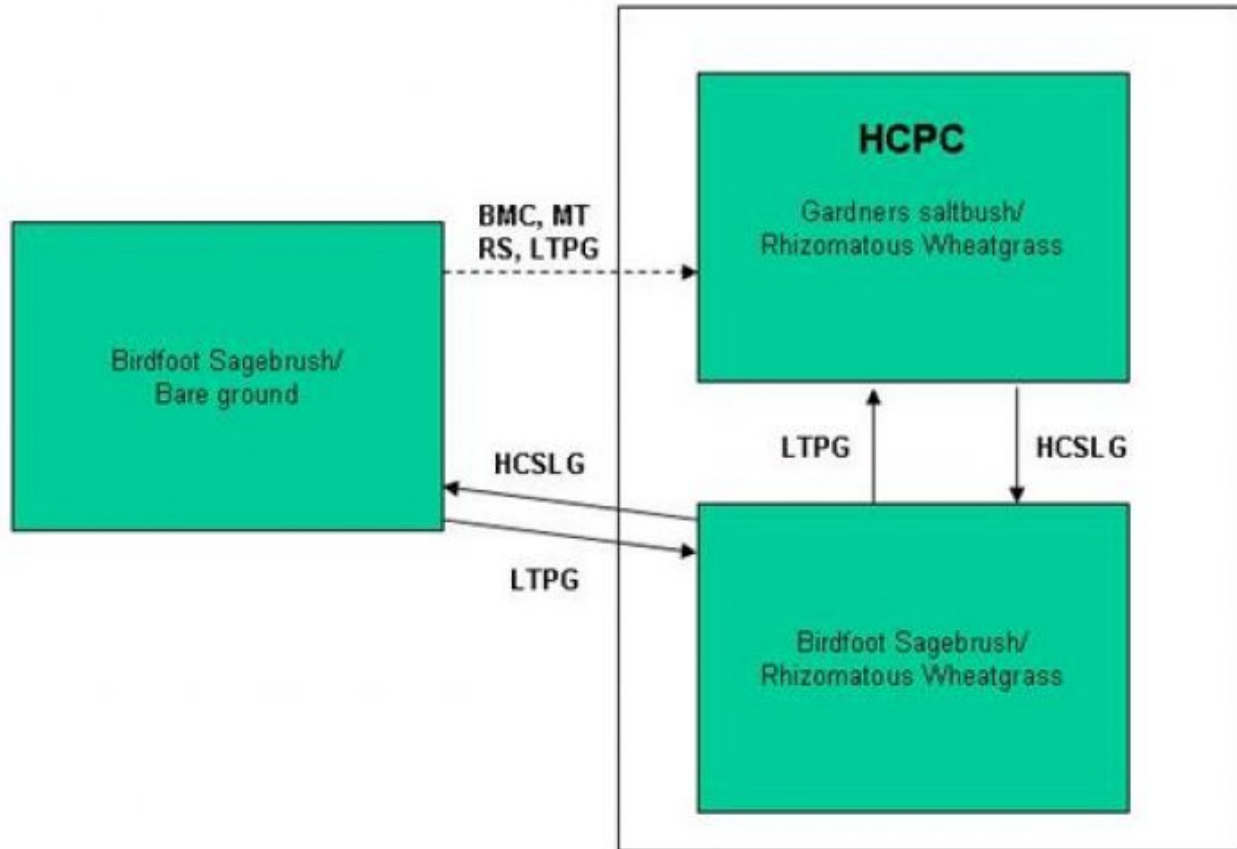 HCPC
Gardners saltbush/
Rhizomatous Wheatgrass
BMC, MT
RS, LTPG
Birdfoot Sagebrush/
Bare ground
LTPG
HCSLG
HCSLG
LTPG
Birdfoot Sagebrush/
Rhizomatous Wheatgrass